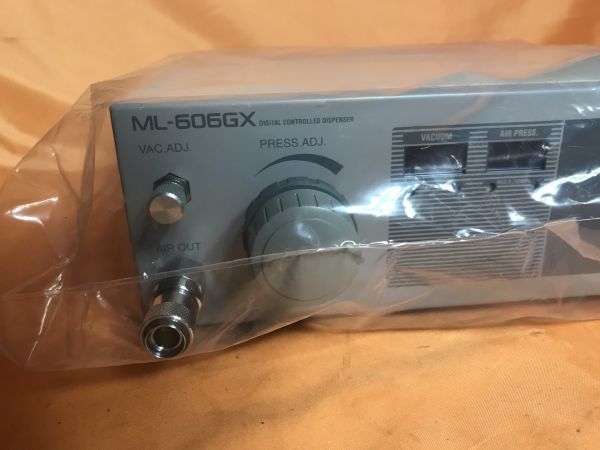 ML-606GX DIGITAL CONTROLLED DISPENSER
VAC.ADJ. PRESS.ADJ.
VACUUM AIR PRESS.
AIR OUT